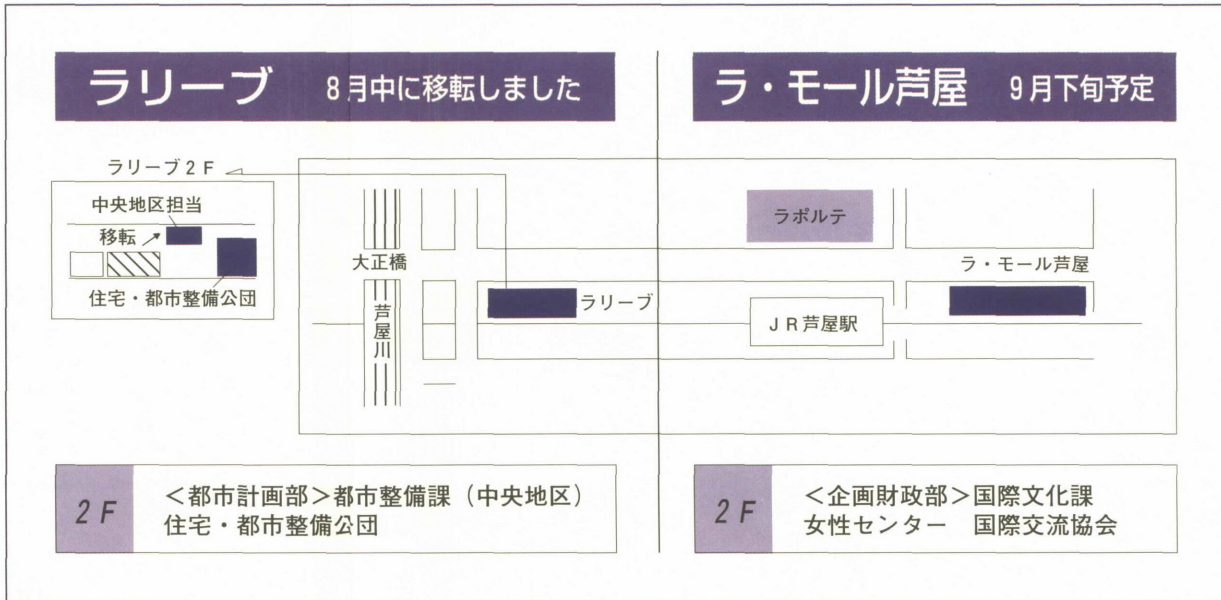 ラリーブ 8月中に移転しました
ラ・モール芦屋 9月下旬予定
ラリーブ2F
中央地区担当
移転
住宅・都市整備公団
大正橋
芦屋川
ラリーブ
ラポルテ
JR芦屋駅
ラ・モール芦屋
2F
＜都市計画部＞都市整備課（中央地区）
住宅・都市整備公団
2F
＜企画財政部＞国際文化課
女性センター 国際交流協会